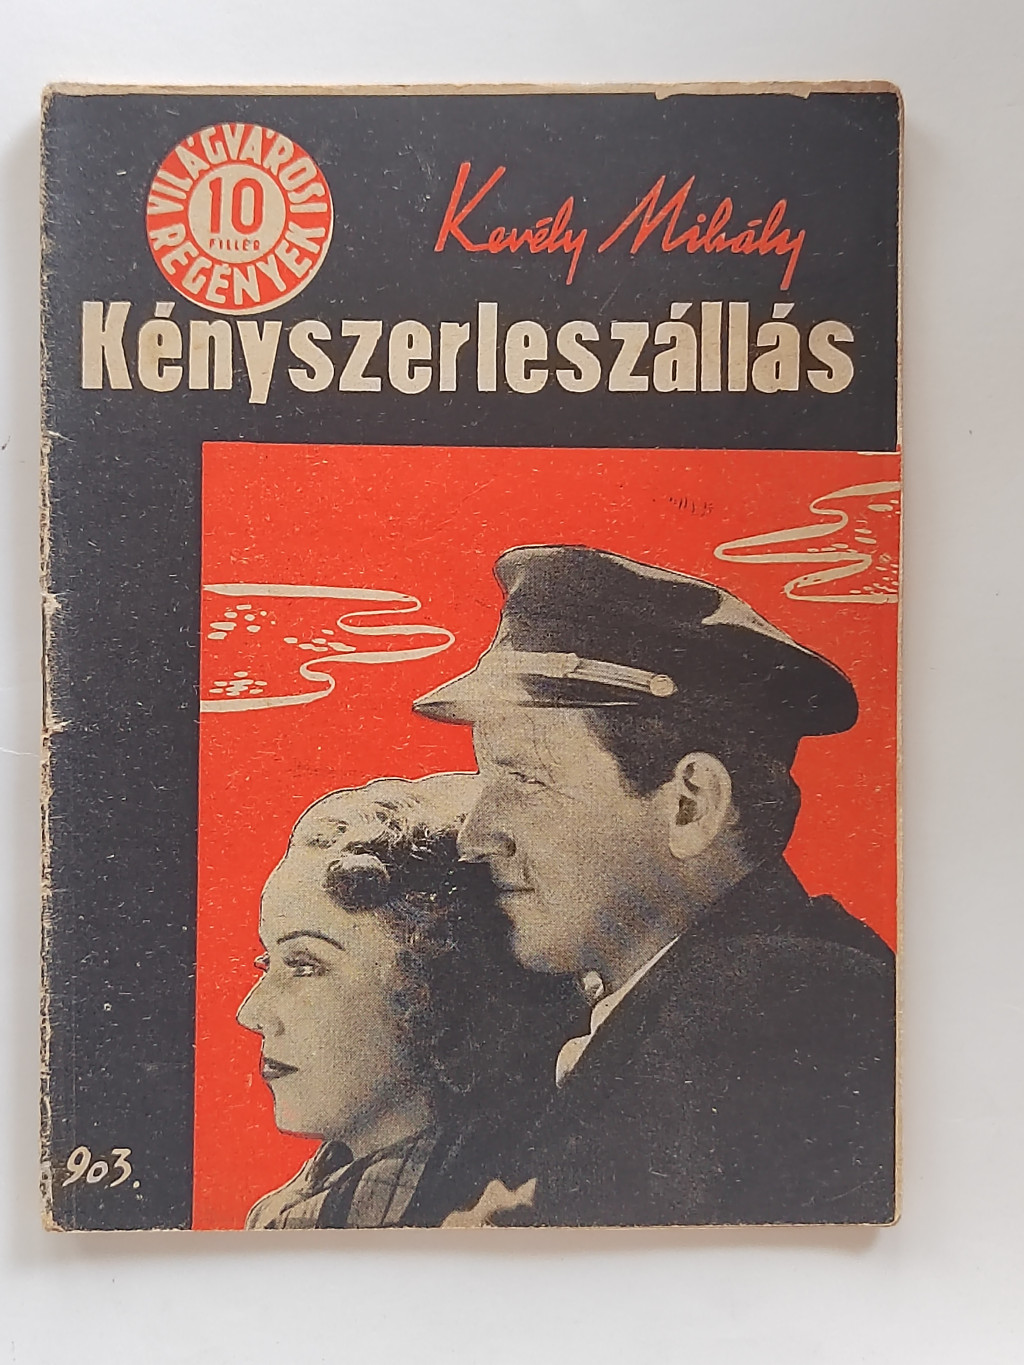 VILÁGVÁROSI
10
FILLÉR
REGÉNYEK
Kevély Mihály
Kényszerleszállás
903.